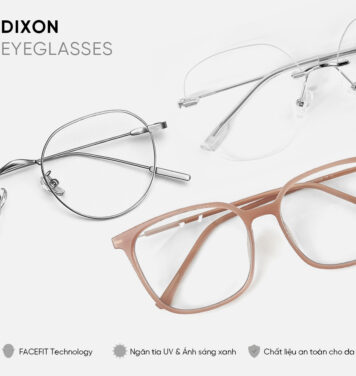 DIXON
EYEGLASSES
FACEFIT Technology
Ngăn tia UV & Ánh sáng xanh
Chất liệu an toàn cho da